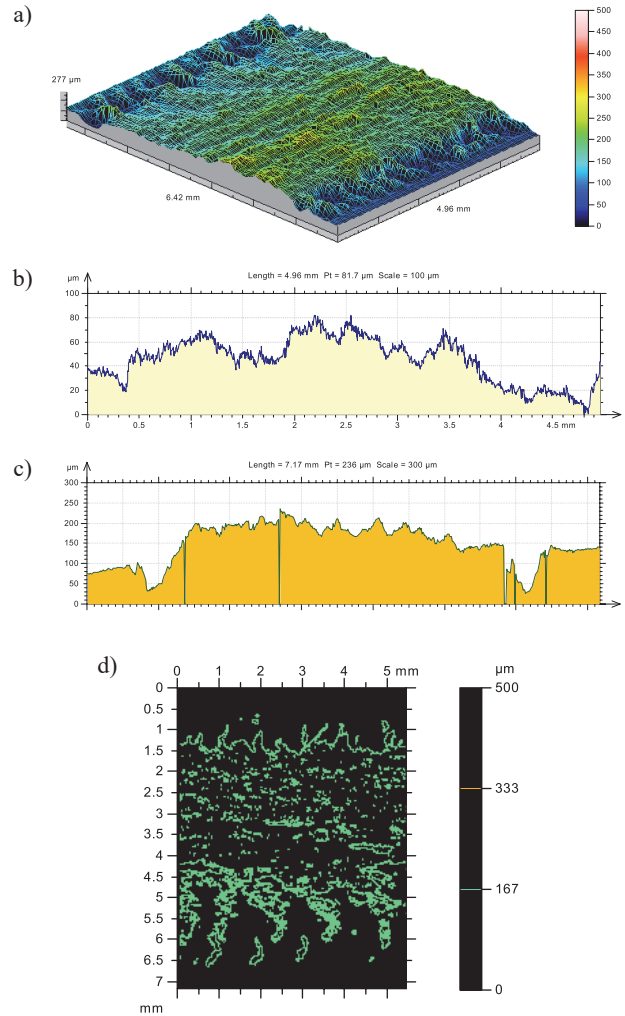 a)
500
450
400
350
300
250
200
150
100
50
0
277 µm
6.42 mm
4.96 mm
b)
Length = 4.96 mm  Pt = 81.7 µm  Scale = 100 µm
µm
100
80
60
40
20
0
0 0.5 1 1.5 2 2.5 3 3.5 4 4.5 mm
c)
Length = 7.17 mm  Pt = 236 µm  Scale = 300 µm
µm
300
250
200
150
100
50
0
d)
0 1 2 3 4 5 mm
0
0.5
1
1.5
2
2.5
3
3.5
4
4.5
5
5.5
6
6.5
7
mm
µm
500
333
167
0